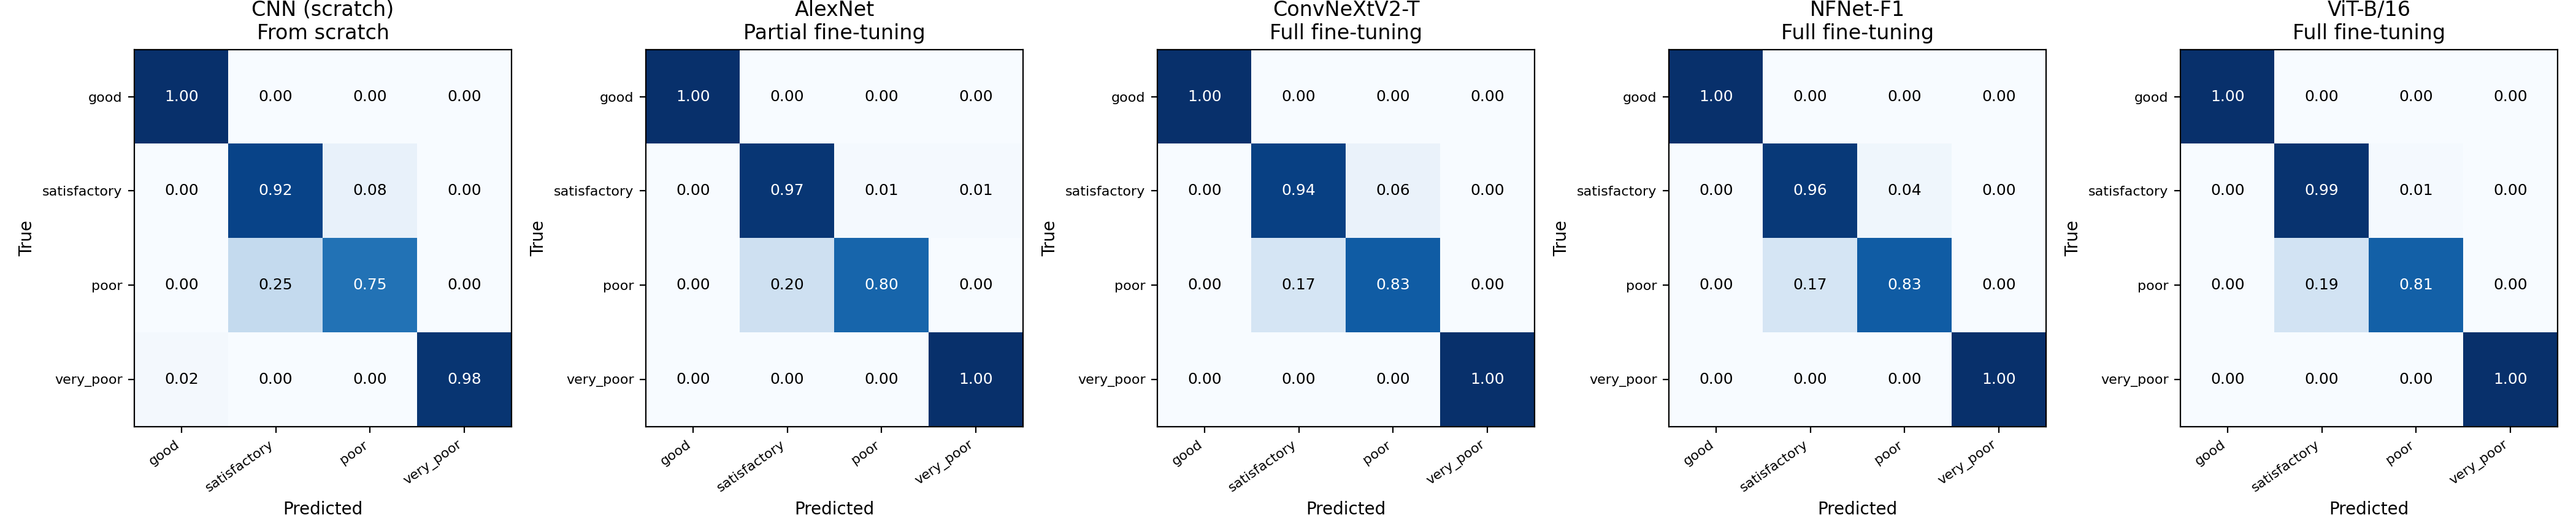 CNN (scratch)
From scratch
good 1.00 0.00 0.00 0.00
satisfactory 0.00 0.92 0.08 0.00
poor 0.00 0.25 0.75 0.00
very_poor 0.02 0.00 0.00 0.98
True
good satisfactory poor very_poor
Predicted
AlexNet
Partial fine-tuning
good 1.00 0.00 0.00 0.00
satisfactory 0.00 0.97 0.01 0.01
poor 0.00 0.20 0.80 0.00
very_poor 0.00 0.00 0.00 1.00
True
good satisfactory poor very_poor
Predicted
ConvNeXtV2-T
Full fine-tuning
good 1.00 0.00 0.00 0.00
satisfactory 0.00 0.94 0.06 0.00
poor 0.00 0.17 0.83 0.00
very_poor 0.00 0.00 0.00 1.00
True
good satisfactory poor very_poor
Predicted
NFNet-F1
Full fine-tuning
good 1.00 0.00 0.00 0.00
satisfactory 0.00 0.96 0.04 0.00
poor 0.00 0.17 0.83 0.00
very_poor 0.00 0.00 0.00 1.00
True
good satisfactory poor very_poor
Predicted
ViT-B/16
Full fine-tuning
good 1.00 0.00 0.00 0.00
satisfactory 0.00 0.99 0.01 0.00
poor 0.00 0.19 0.81 0.00
very_poor 0.00 0.00 0.00 1.00
True
good satisfactory poor very_poor
Predicted